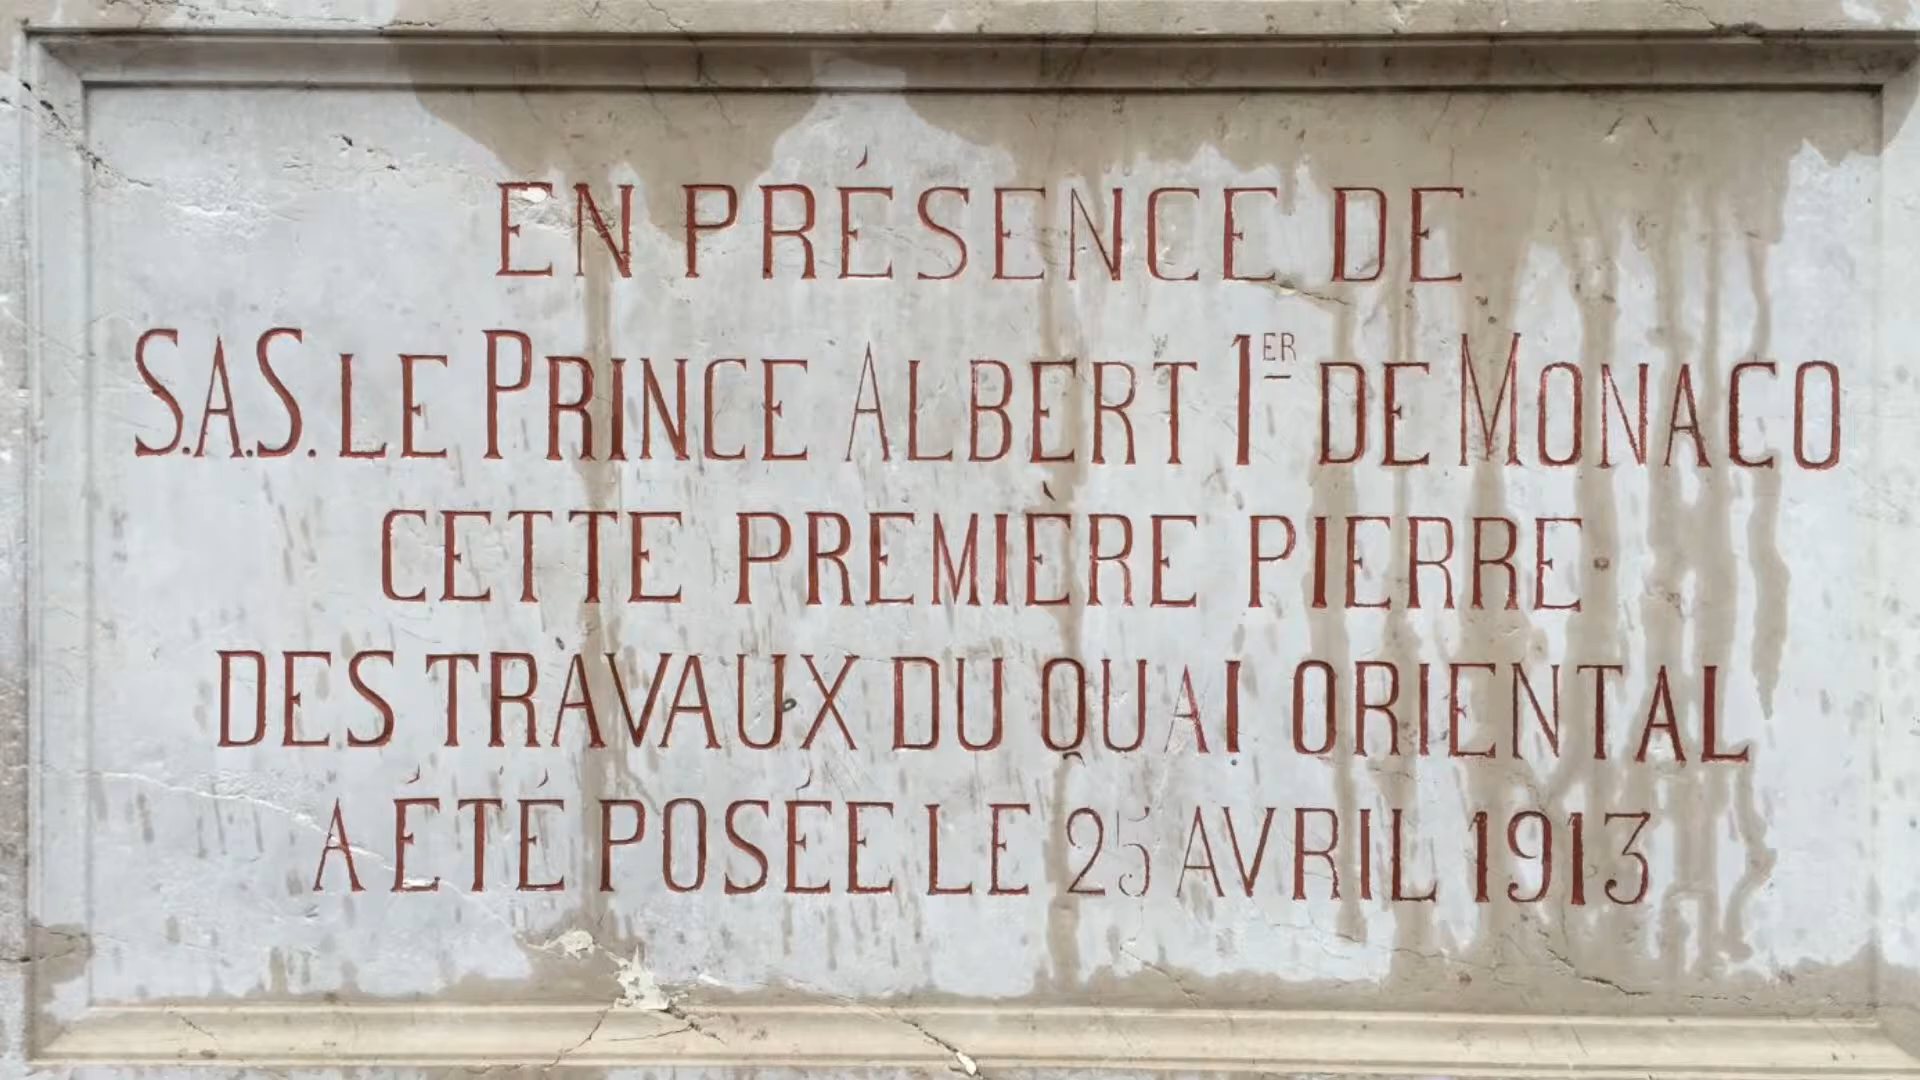 EN PRÉSENCE DE
S.A.S. LE PRINCE ALBERT 1ER DE MONACO
CETTE PREMIÈRE PIERRE
DES TRAVAUX DU QUAI ORIENTAL
A ÉTÉ POSÉE LE 25 AVRIL 1913